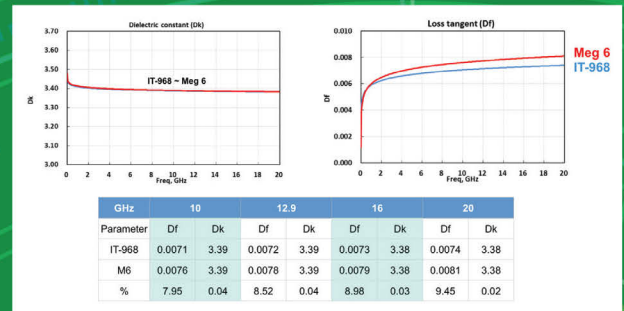 Dielectric constant (Dk)
3.70
3.60
3.50
3.40
3.30
3.20
3.10
3.00
Dk
IT-968 ~ Meg 6
0 2 4 6 8 10 12 14 16 18 20
Freq, GHz
Loss tangent (Df)
0.010
0.008
0.006
0.004
0.002
0.000
Df
0 2 4 6 8 10 12 14 16 18 20
Freq, GHz
Meg 6
IT-968
GHz 10 12.9 16 20
Parameter Df Dk Df Dk Df Dk Df Dk
IT-968 0.0071 3.39 0.0072 3.39 0.0073 3.38 0.0074 3.38
M6 0.0076 3.39 0.0078 3.39 0.0079 3.38 0.0081 3.38
% 7.95 0.04 8.52 0.04 8.98 0.03 9.45 0.02